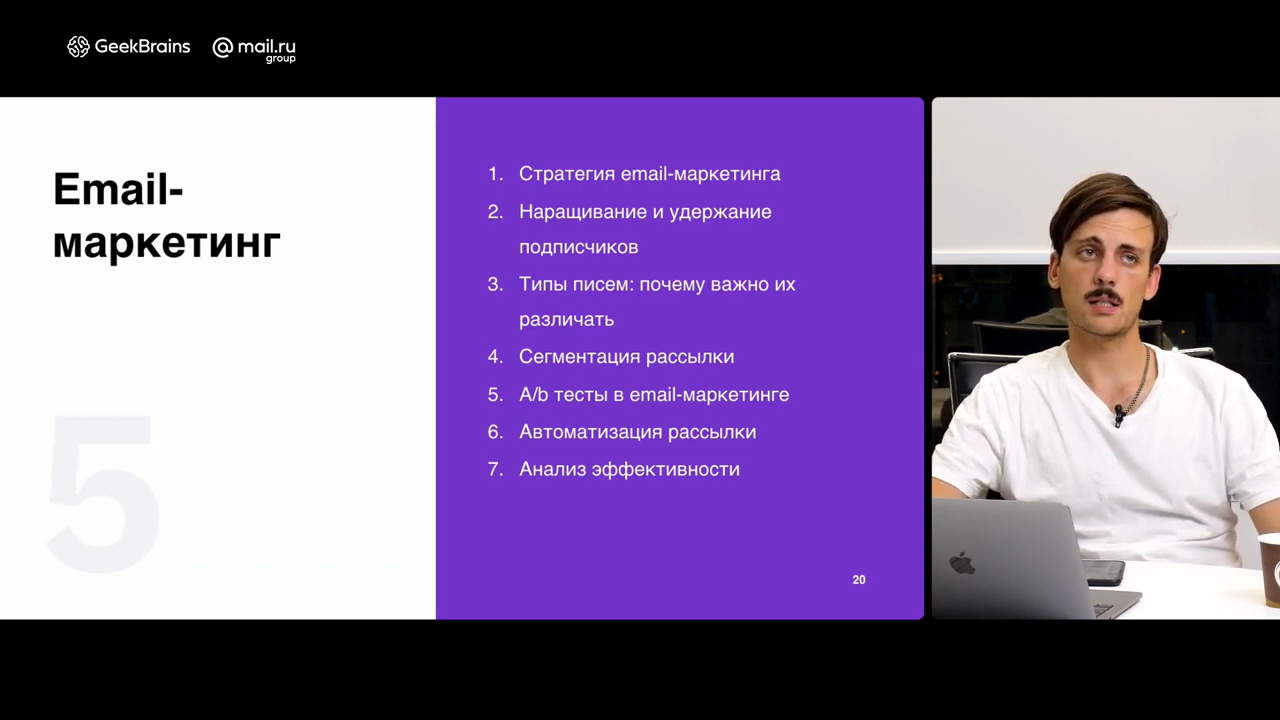 GeekBrains
@mail.ru
group
Email-
маркетинг
5
1. Стратегия email-маркетинга
2. Наращивание и удержание
подписчиков
3. Типы писем: почему важно их
различать
4. Сегментация рассылки
5. A/b тесты в email-маркетинге
6. Автоматизация рассылки
7. Анализ эффективности
20